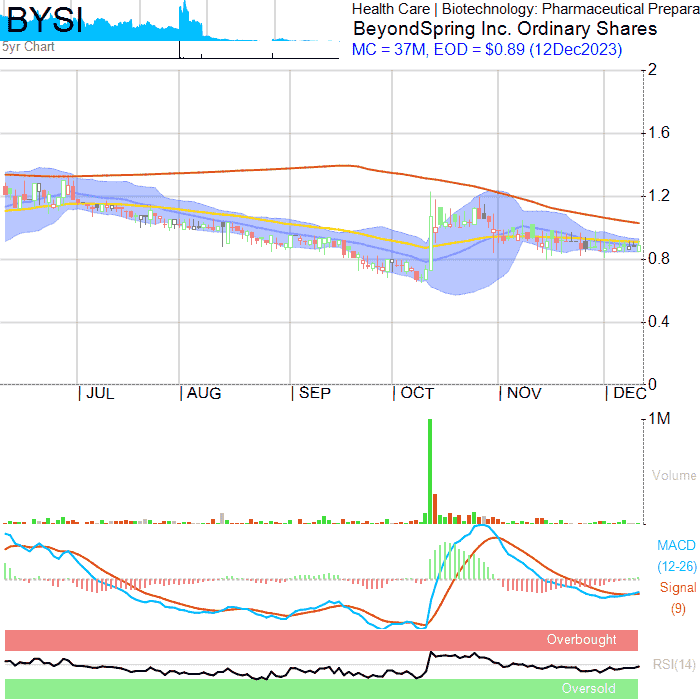 BYSI
5yr Chart
Health Care | Biotechnology: Pharmaceutical Prepara
BeyondSpring Inc. Ordinary Shares
MC = 37M, EOD = $0.89 (12Dec2023)
2
1.6
1.2
0.8
0.4
0
| JUL | AUG | SEP | OCT | NOV | DEC
1M
Volume
MACD
(12-26)
Signal
(9)
Overbought
RSI(14)
Oversold